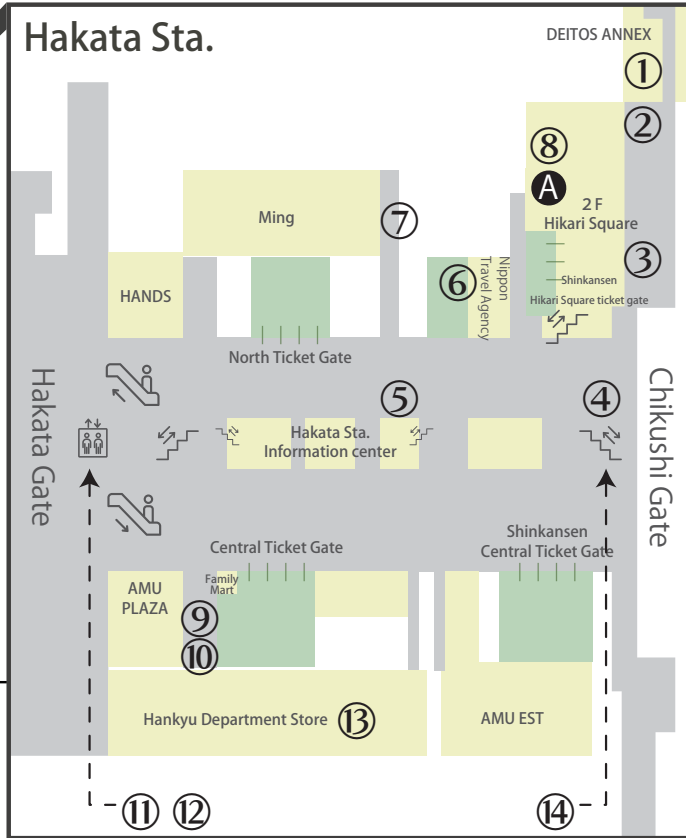 Hakata Sta.
DEITOS ANNEX
①
②
⑧
A
2 F
Hikari Square
Ming
⑦
③
⑥
Nippon
Travel Agency
HANDS
Shinkansen
Hikari Square ticket gate
North Ticket Gate
Hakata Gate
Chikushi Gate
⑤
④
Hakata Sta.
Information center
Central Ticket Gate
Shinkansen
Central Ticket Gate
Family
Mart
AMU
PLAZA
⑨
⑩
Hankyu Department Store
⑬
AMU EST
⑪
⑫
⑭